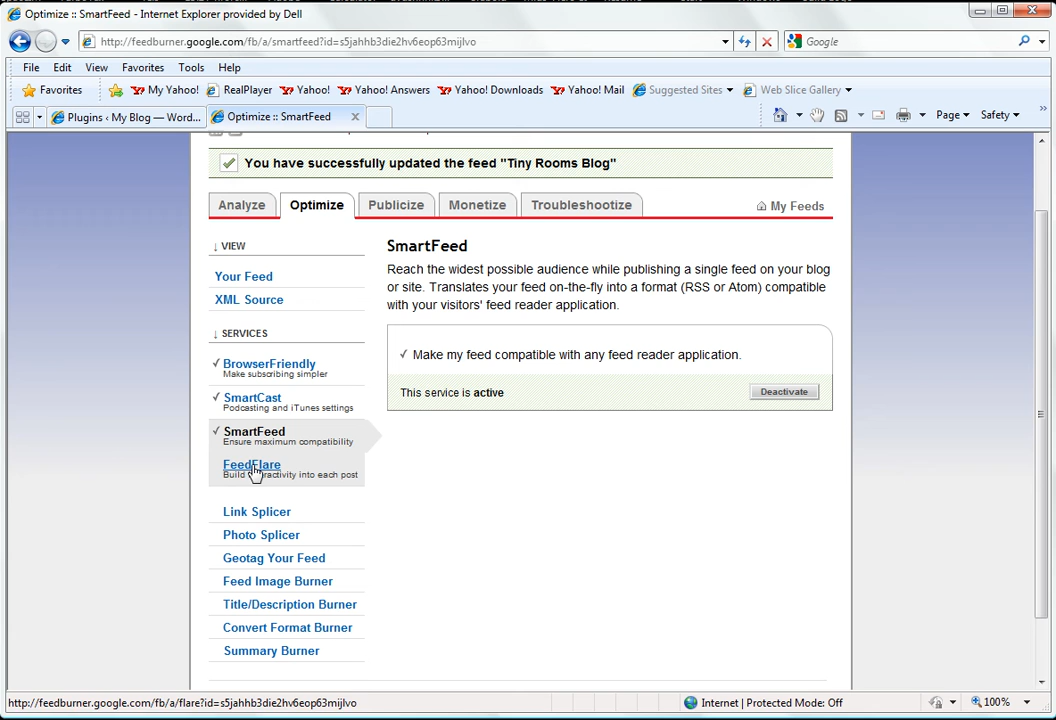 Optimize :: SmartFeed - Internet Explorer provided by Dell
http://feedburner.google.com/fb/a/smartfeed?id=s5jahhb3die2hv6eop63mijlvo
Google
File Edit View Favorites Tools Help
Favorites My Yahoo! RealPlayer Yahoo! Yahoo! Answers Yahoo! Downloads Yahoo! Mail Suggested Sites Web Slice Gallery
Plugins ‹ My Blog — Word... Optimize :: SmartFeed Page Safety
You have successfully updated the feed "Tiny Rooms Blog"
Analyze Optimize Publicize Monetize Troubleshootize My Feeds
↓ VIEW
Your Feed
XML Source
↓ SERVICES
✓ BrowserFriendly
Make subscribing simpler
✓ SmartCast
Podcasting and iTunes settings
✓ SmartFeed
Ensure maximum compatibility
FeedFlare
Build interactivity into each post
Link Splicer
Photo Splicer
Geotag Your Feed
Feed Image Burner
Title/Description Burner
Convert Format Burner
Summary Burner
SmartFeed
Reach the widest possible audience while publishing a single feed on your blog
or site. Translates your feed on-the-fly into a format (RSS or Atom) compatible
with your visitors' feed reader application.
✓ Make my feed compatible with any feed reader application.
This service is active Deactivate
http://feedburner.google.com/fb/a/flare?id=s5jahhb3die2hv6eop63mijlvo Internet | Protected Mode: Off 100%